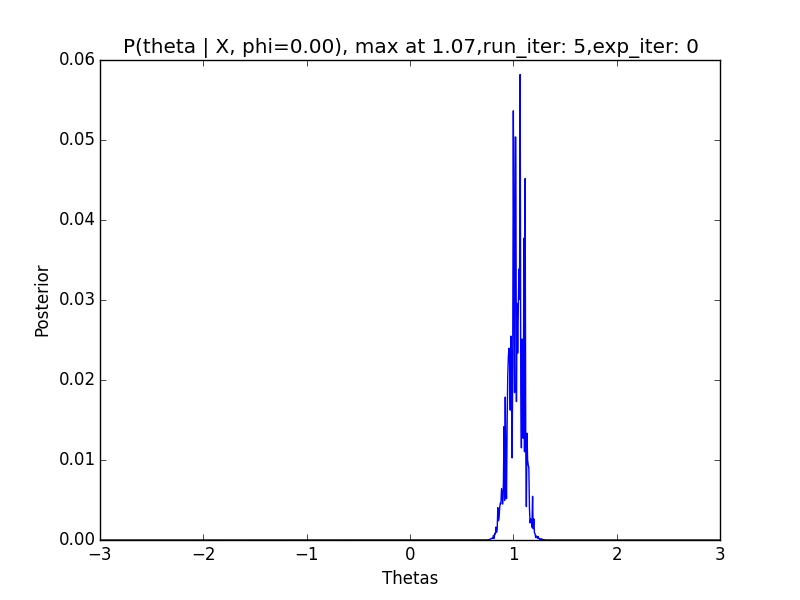 P(theta | X, phi=0.00), max at 1.07,run_iter: 5,exp_iter: 0
0.06
0.05
0.04
0.03
0.02
0.01
0.00
Posterior
−3 −2 −1 0 1 2 3
Thetas